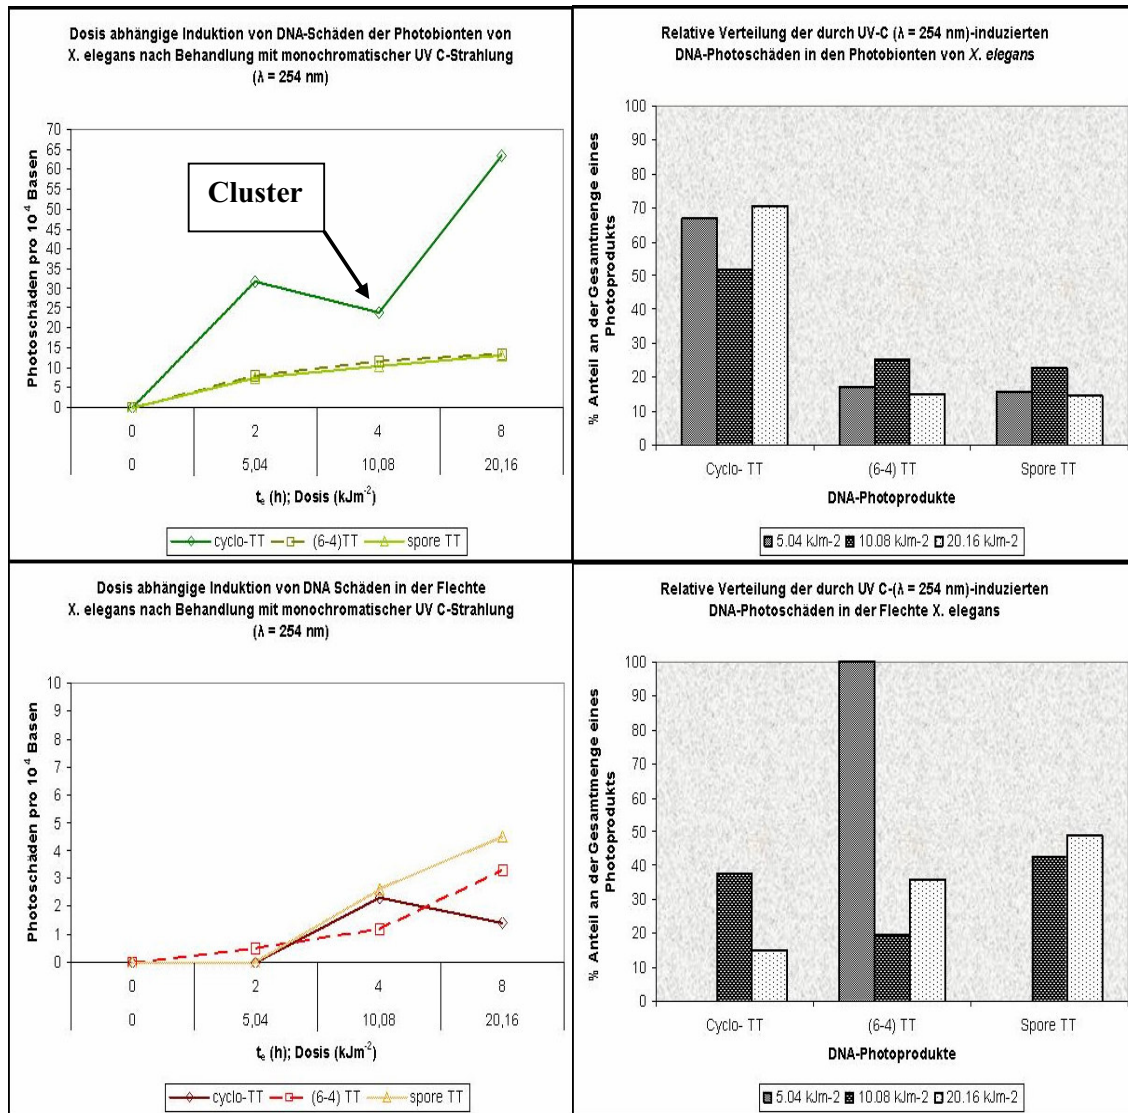 Dosis abhängige Induktion von DNA-Schäden der Photobionten von
X. elegans nach Behandlung mit monochromatischer UV C-Strahlung
(λ = 254 nm)
Photoschäden pro 10⁻⁴ Basen
70
65
60
55
50
45
40
35
30
25
20
15
10
5
0
Cluster
0 2 4 8
0 5,04 10,08 20,16
tₑ (h); Dosis (kJm⁻²)
cyclo-TT (6-4)TT spore TT
Relative Verteilung der durch UV-C (λ = 254 nm)-induzierten
DNA-Photoschäden in den Photobionten von X. elegans
% Anteil an der Gesamtmenge eines
Photoprodukts
100
90
80
70
60
50
40
30
20
10
0
Cyclo- TT (6-4) TT Spore TT
DNA-Photoprodukte
5.04 kJm-2 10.08 kJm-2 20.16 kJm-2
Dosis abhängige Induktion von DNA Schäden in der Flechte
X. elegans nach Behandlung mit monochromatischer UV C-Strahlung
(λ = 254 nm)
Photoschäden pro 10⁻⁴ Basen
10
9
8
7
6
5
4
3
2
1
0
0 2 4 8
0 5,04 10,08 20,16
tₑ (h); Dosis (kJm⁻²)
cyclo-TT (6-4) TT spore TT
Relative Verteilung der durch UV C-(λ = 254 nm)-induzierten
DNA-Photoschäden in der Flechte X. elegans
% Anteil an der Gesamtmenge eines
Photoprodukts
100
90
80
70
60
50
40
30
20
10
0
Cyclo- TT (6-4) TT Spore TT
DNA-Photoprodukte
5.04 kJm-2 10.08 kJm-2 20.16 kJm-2